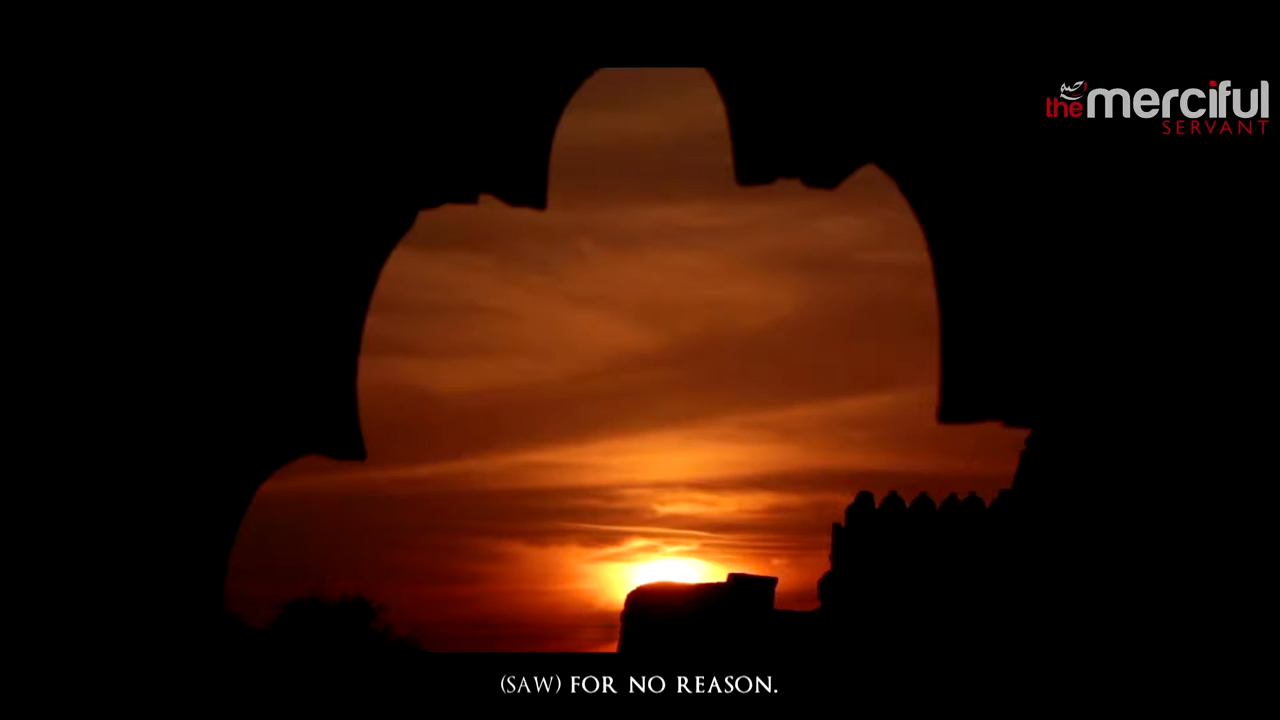 the merciful
SERVANT
(SAW) FOR NO REASON.